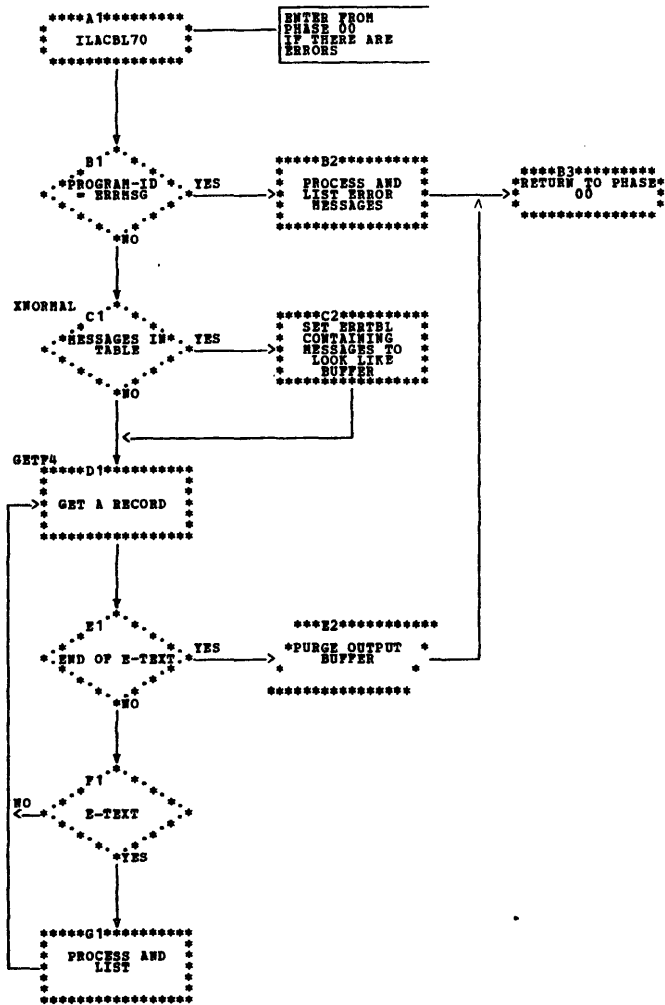 A1
ILACBL70
ENTER FROM
PHASE 00
IF THERE ARE
ERRORS
B1
PROGRAM-ID
= ERRMSG
YES
NO
B2
PROCESS AND
LIST ERROR
MESSAGES
B3
RETURN TO PHASE
00
XNORMAL
C1
MESSAGES IN
TABLE
YES
NO
C2
SET ERRTBL
CONTAINING
MESSAGES TO
LOOK LIKE
BUFFER
GETF4
D1
GET A RECORD
E1
END OF E-TEXT
YES
NO
E2
PURGE OUTPUT
BUFFER
F1
E-TEXT
NO
YES
G1
PROCESS AND
LIST